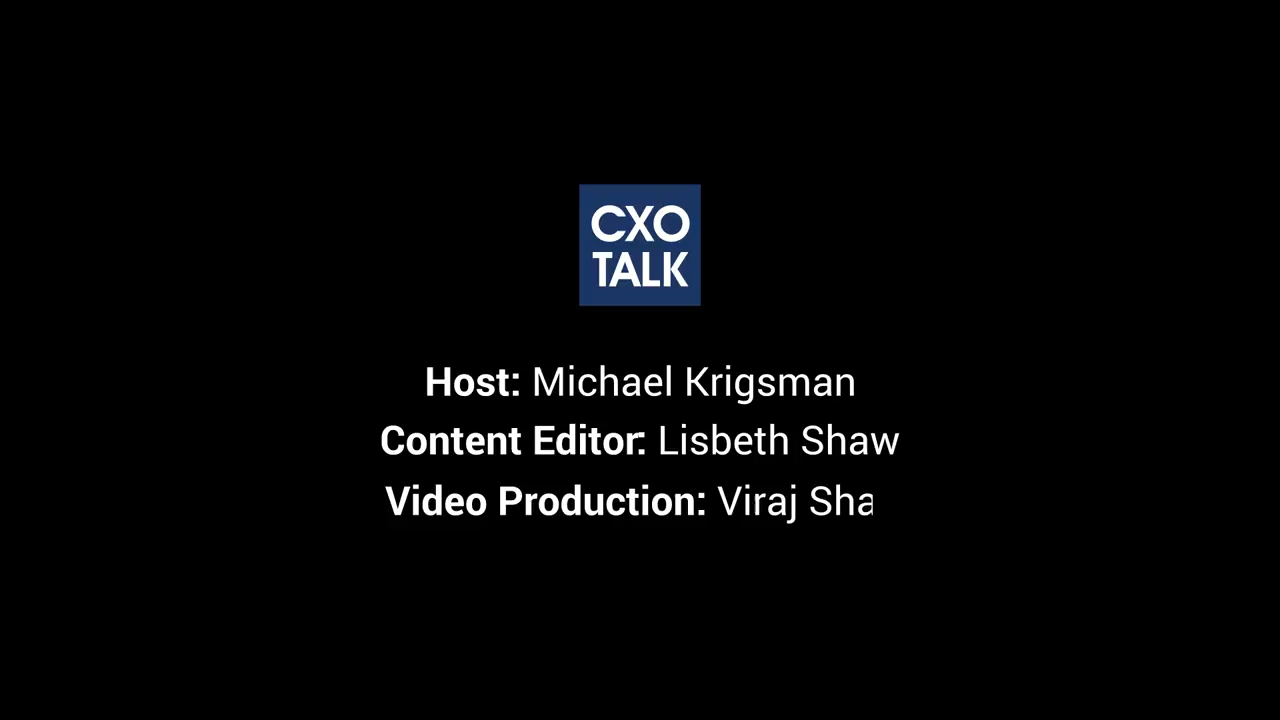 CXO
TALK
Host: Michael Krigsman
Content Editor: Lisbeth Shaw
Video Production: Viraj Sha